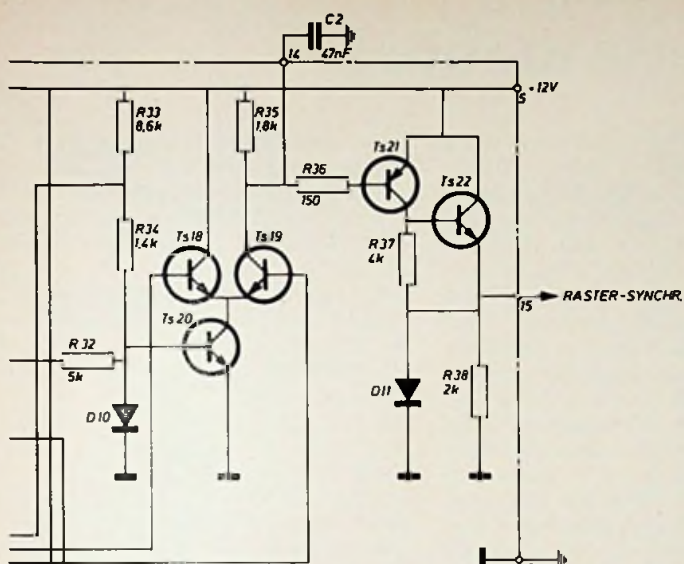 C2
47nF
14
+12V
5
R33
8,6k
R35
1,8k
Ts21
R36
150
Ts22
R34
1,4k
Ts18
Ts19
R37
4k
Ts20
15
RASTER-SYNCHR.
R32
5k
D10
D11
R38
2k